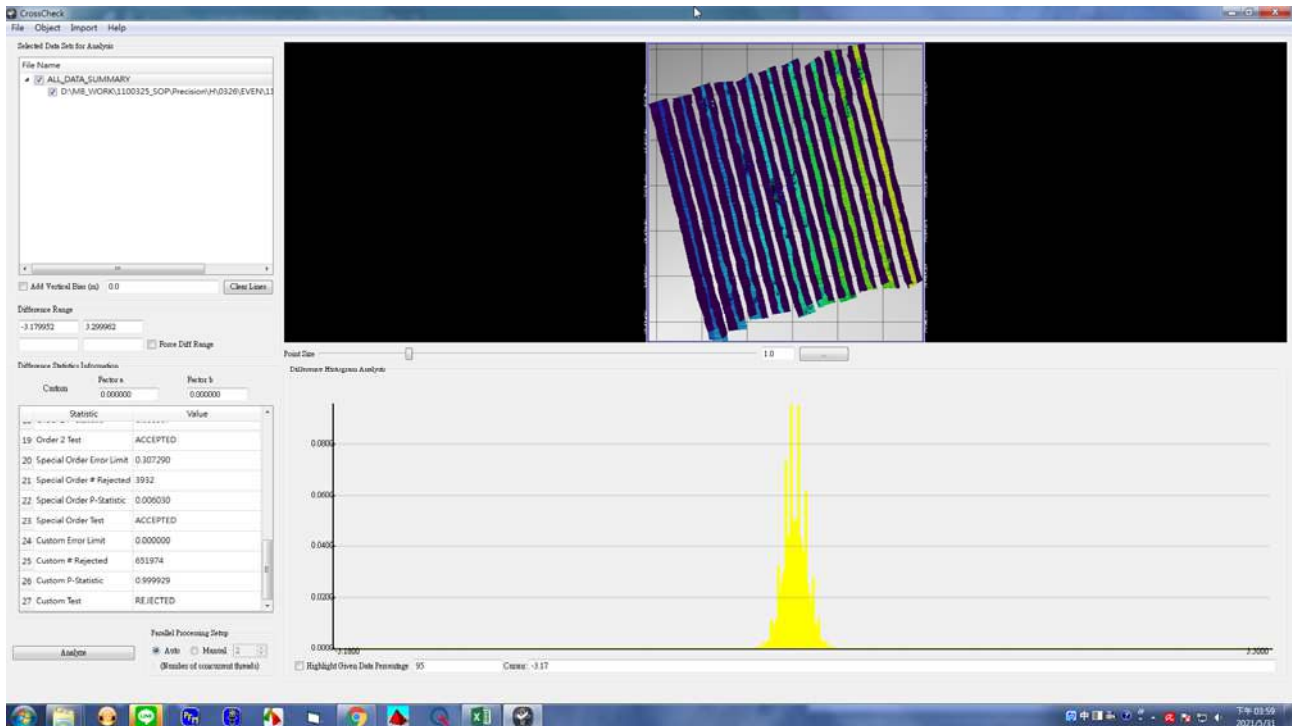 CrossCheck
File Object Import Help
Selected Data Sets for Analysis
File Name
ALL_DATA_SUMMARY
D:\MB_WORK\1100325_SOP\Precision\H\0326\EVEN\11
Add Vertical Bias (m) 0.0 Clear Lines
Difference Range
-3.179952 3.299962
Force Diff Range
Point Size 1.0 ...
Difference Statistics Information
Difference Histogram Analysis
Factor a Factor b
Custom 0.000000 0.000000
Statistic Value
19 Order 2 Test ACCEPTED
20 Special Order Error Limit 0.307290
21 Special Order # Rejected 3932
22 Special Order P-Statistic 0.006030
23 Special Order Test ACCEPTED
24 Custom Error Limit 0.000000
25 Custom # Rejected 651974
26 Custom P-Statistic 0.999929
27 Custom Test REJECTED
0.0800
0.0600
0.0400
0.0200
0.0000
-3.1800 3.3000
Parallel Processing Setup
Analyze Auto Manual 2
(Number of concurrent threads)
Highlight Given Data Percentage 95 Cursor: -3.17
下午 03:59
2021/5/31